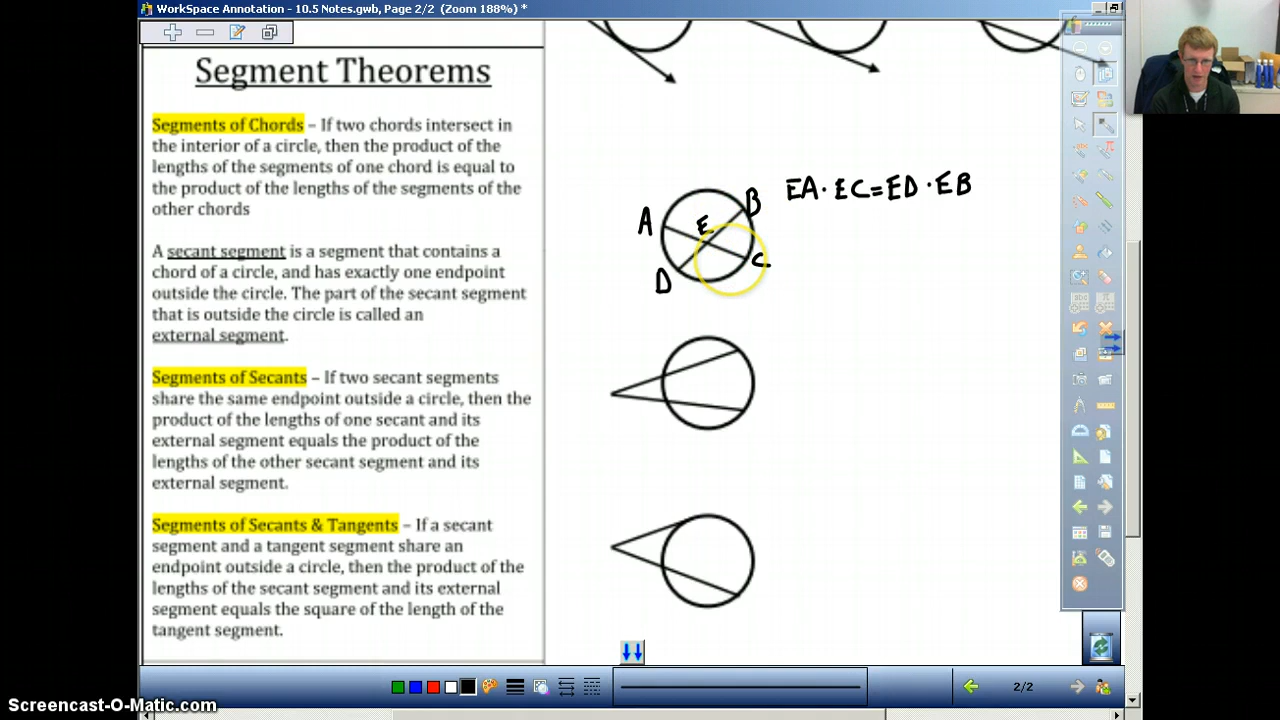 WorkSpace Annotation - 10.5 Notes.gwb, Page 2/2 (Zoom 188%) *
Segment Theorems
Segments of Chords – If two chords intersect in
the interior of a circle, then the product of the
lengths of the segments of one chord is equal to
the product of the lengths of the segments of the
other chords
A secant segment is a segment that contains a
chord of a circle, and has exactly one endpoint
outside the circle. The part of the secant segment
that is outside the circle is called an
external segment.
Segments of Secants – If two secant segments
share the same endpoint outside a circle, then the
product of the lengths of one secant and its
external segment equals the product of the
lengths of the other secant segment and its
external segment.
Segments of Secants & Tangents – If a secant
segment and a tangent segment share an
endpoint outside a circle, then the product of the
lengths of the secant segment and its external
segment equals the square of the length of the
tangent segment.
EA · EC = ED · EB
A
B
E
C
D
2/2
Screencast-O-Matic.com